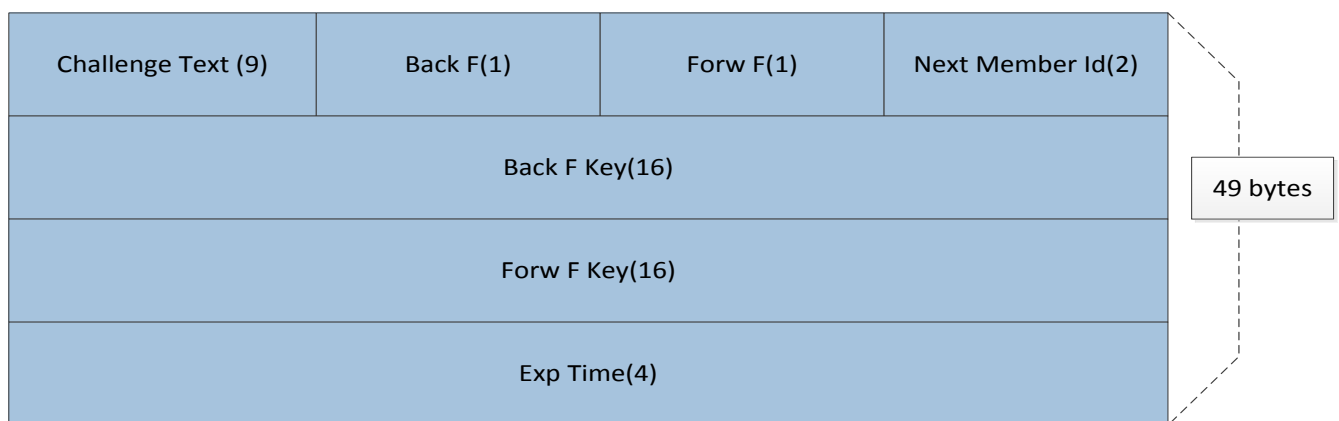 Challenge Text (9)
Back F(1)
Forw F(1)
Next Member Id(2)
Back F Key(16)
49 bytes
Forw F Key(16)
Exp Time(4)